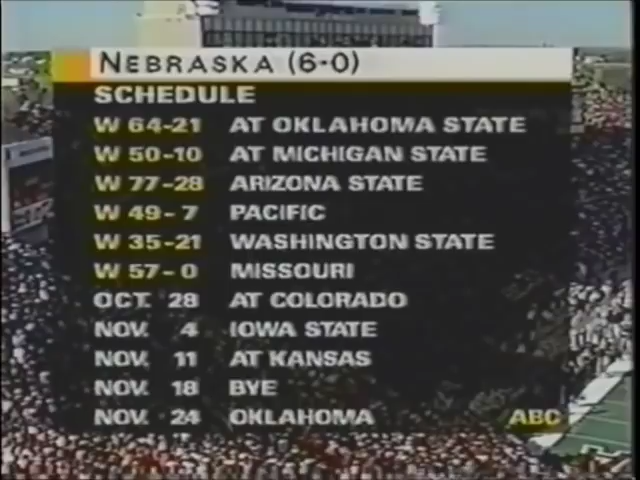 NEBRASKA (6-0)
SCHEDULE
W 64-21 AT OKLAHOMA STATE
W 50-10 AT MICHIGAN STATE
W 77-28 ARIZONA STATE
W 49-7 PACIFIC
W 35-21 WASHINGTON STATE
W 57-0 MISSOURI
OCT. 28 AT COLORADO
NOV. 4 IOWA STATE
NOV. 11 AT KANSAS
NOV. 18 BYE
NOV. 24 OKLAHOMA ABC